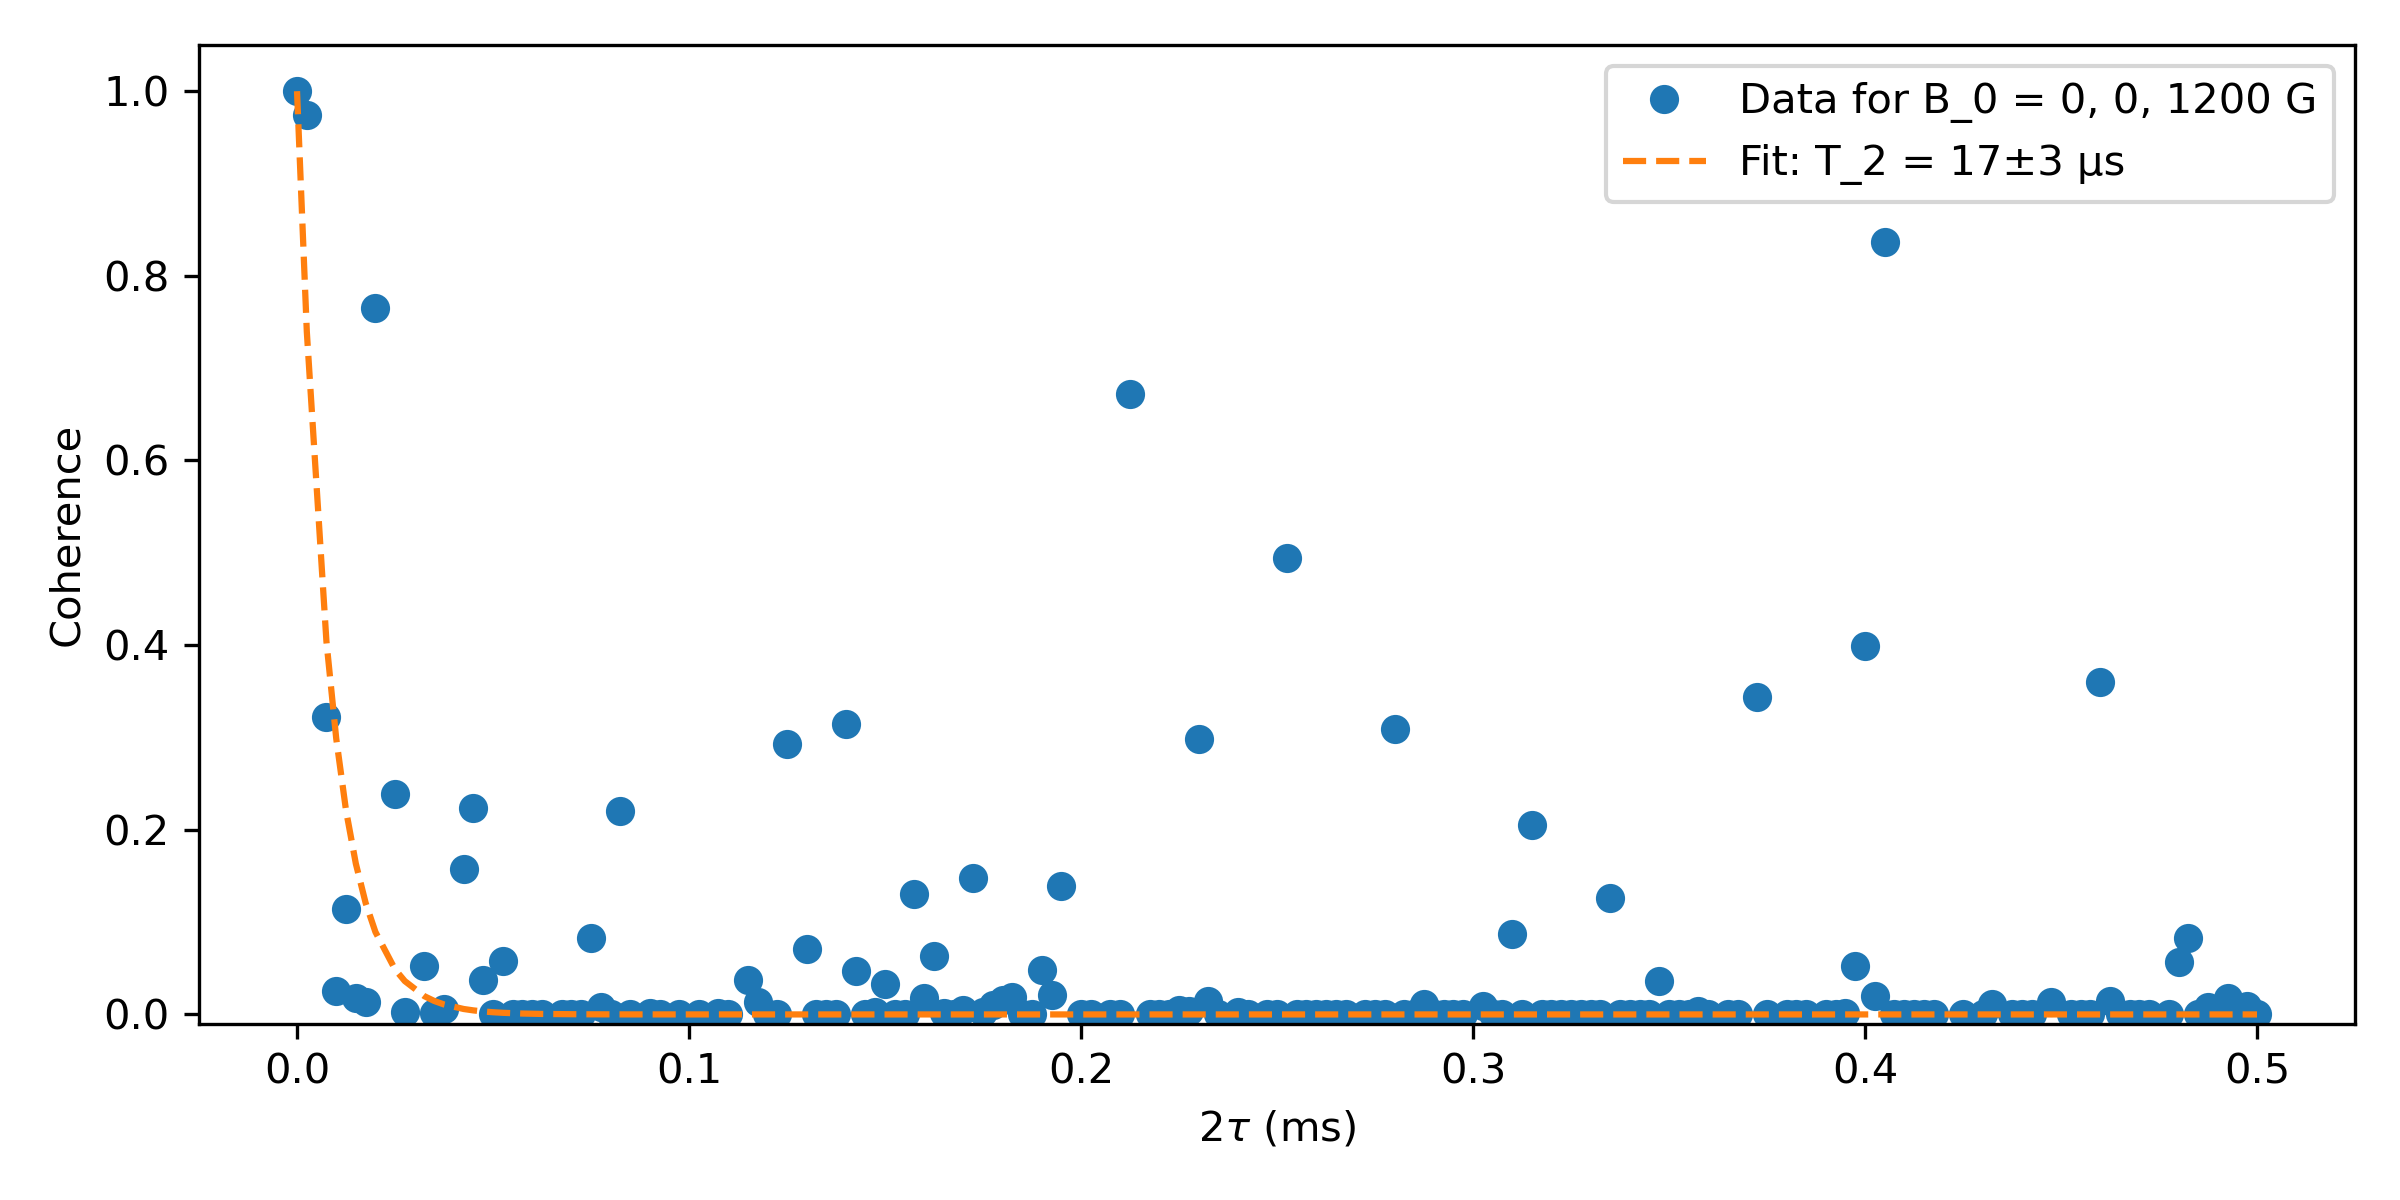 Data for B_0 = 0, 0, 1200 G
Fit: T_2 = 17±3 μs
Coherence
1.0
0.8
0.6
0.4
0.2
0.0
0.0 0.1 0.2 0.3 0.4 0.5
2τ (ms)